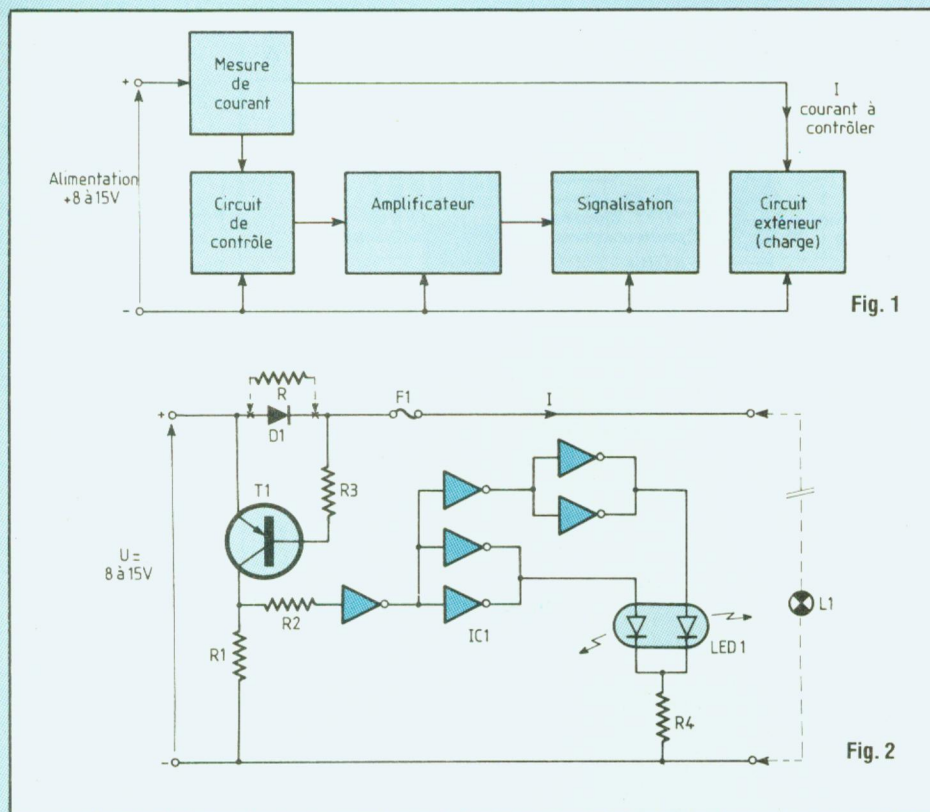 Mesure
de
courant
+
I
courant à
contrôler
Alimentation
+8 à 15V
Circuit
de
contrôle
Amplificateur
Signalisation
Circuit
extérieur
(charge)
-
Fig. 1
R
F1
I
+
D1
T1
R3
U =
8 à 15V
R2
IC1
L1
R1
LED 1
R4
-
Fig. 2